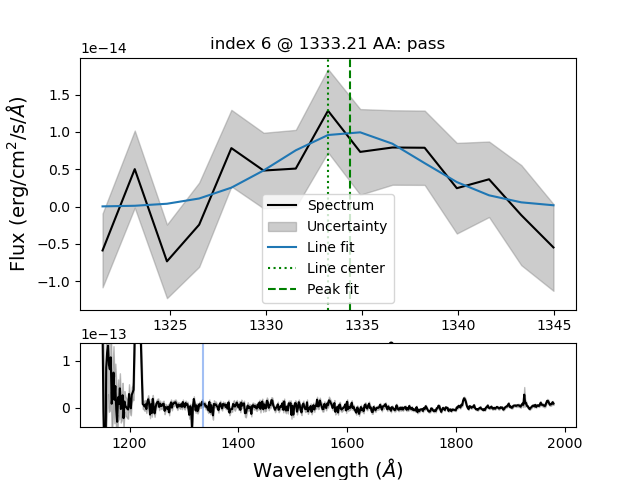 index 6 @ 1333.21 AA: pass
1e−14
Flux (erg/cm²/s/Å)
1.5
1.0
0.5
0.0
−0.5
−1.0
Spectrum
Uncertainty
Line fit
Line center
Peak fit
1325
1330
1335
1340
1345
1e−13
1
0
1200
1400
1600
1800
2000
Wavelength (Å)